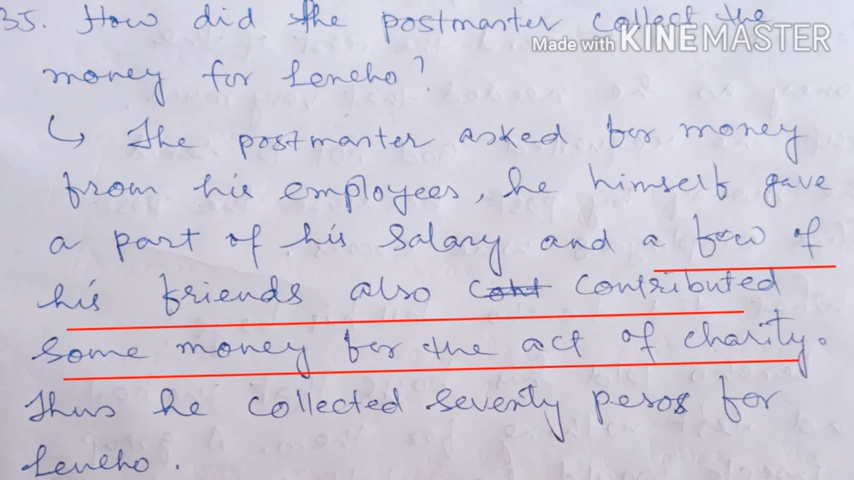 35. How did the postmaster collect the
Made with KINEMASTER
money for Lencho?
↳ The postmaster asked for money
from his employees, he himself gave
a part of his salary and a few of
his friends also contributed
some money for the act of charity.
Thus he collected seventy pesos for
Lencho.